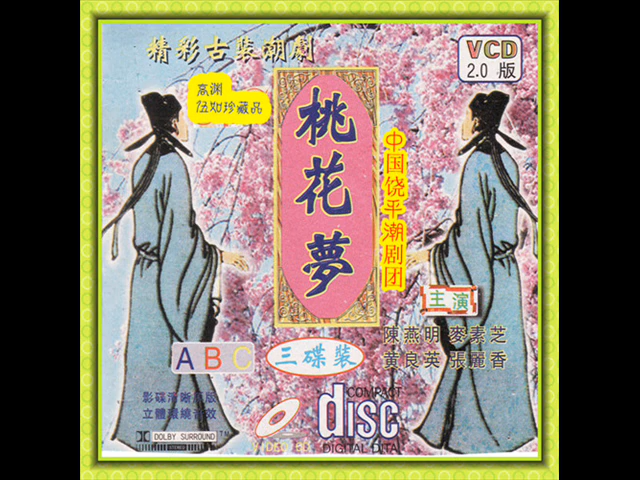 精彩古裝潮劇
VCD
2.0 版
高渊
伍如珍藏品
桃花夢
中国饶平潮剧团
主演
陳燕明 麥素芝
黄良英 張麗香
A B C
三碟裝
影碟清晰版
立體環繞音效
COMPACT
disc
DIGITAL DITA
DOLBY SURROUND